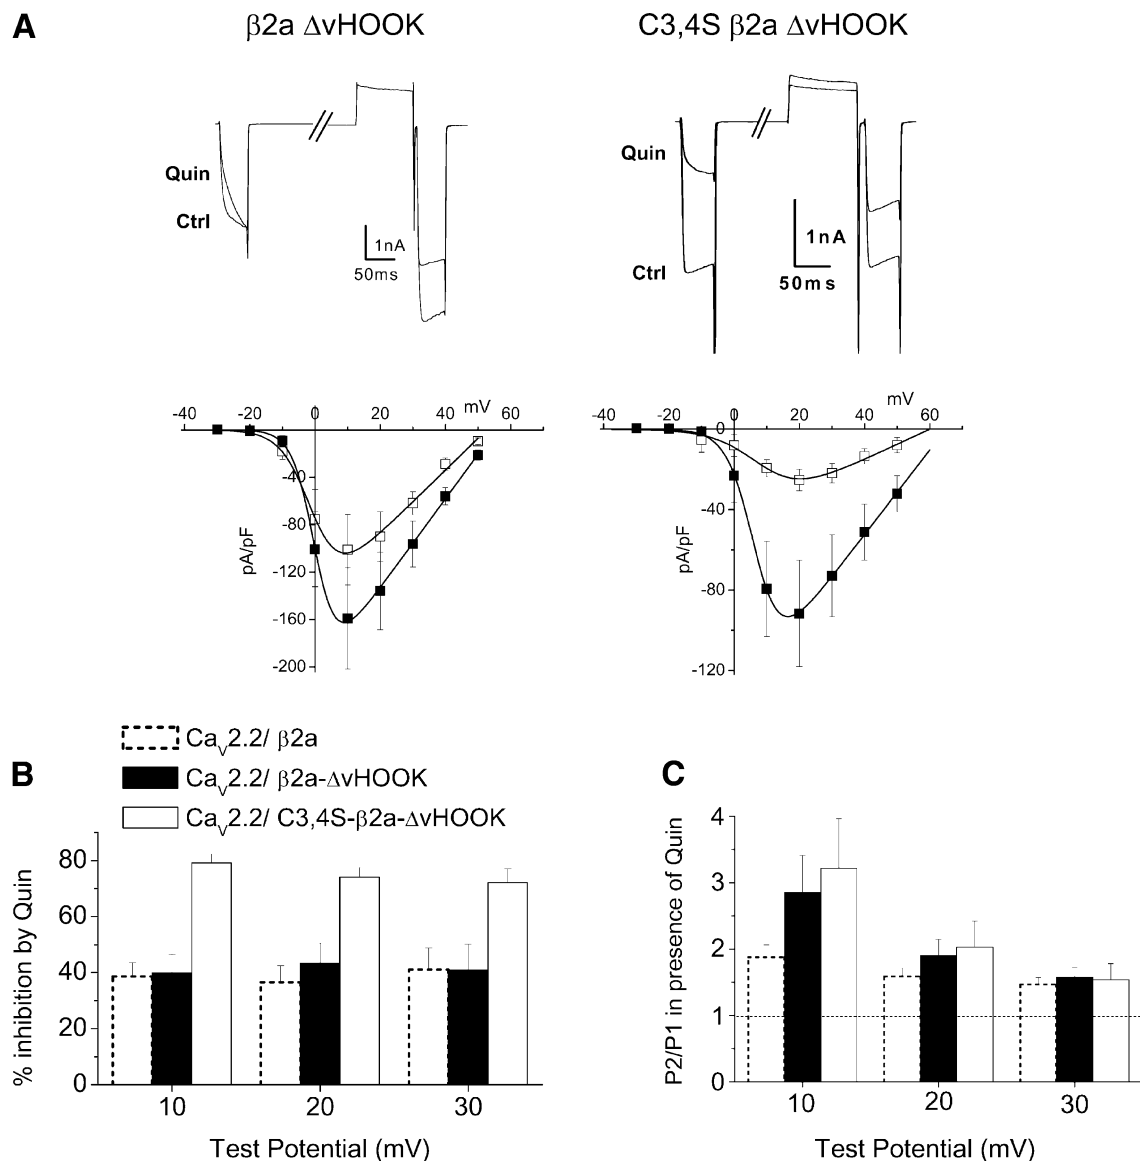 A
β2a ΔvHOOK
C3,4S β2a ΔvHOOK
Quin
Ctrl
1nA
50ms
Quin
Ctrl
1nA
50ms
-40 -20 0 20 40 60
mV
-40
-80
-120
-160
-200
pA/pF
-40 -20 0 20 40 60
mV
0
-40
-80
-120
pA/pF
Cav2.2/ β2a
Cav2.2/ β2a-ΔvHOOK
Cav2.2/ C3,4S-β2a-ΔvHOOK
B
% inhibition by Quin
80
60
40
20
0
10 20 30
Test Potential (mV)
C
P2/P1 in presence of Quin
4
3
2
1
0
10 20 30
Test Potential (mV)